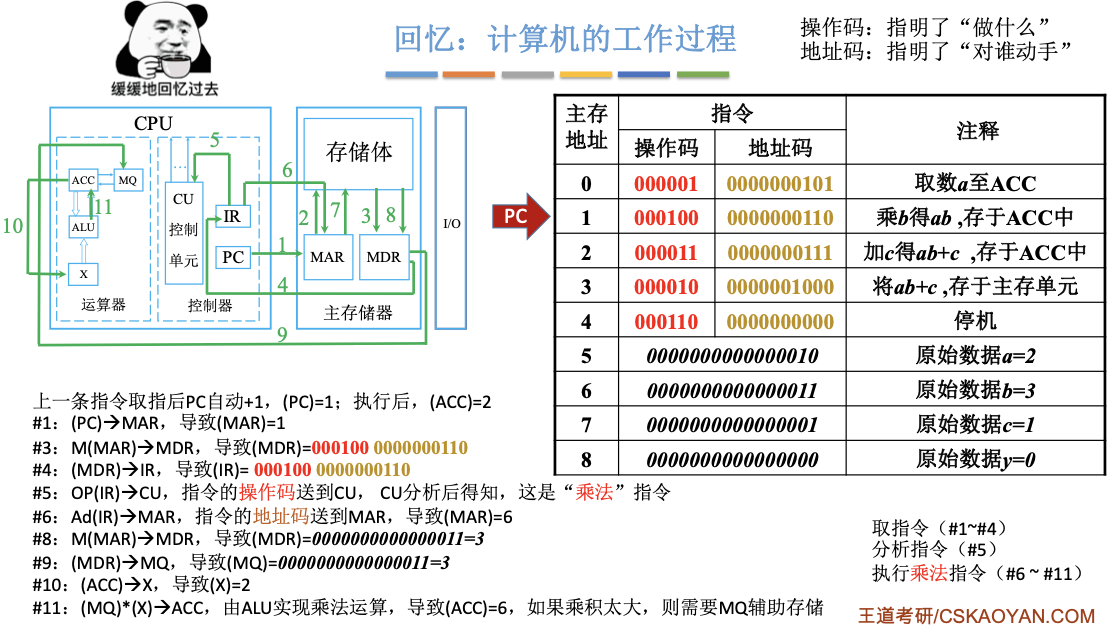 缓缓地回忆过去
回忆：计算机的工作过程
操作码：指明了“做什么”
地址码：指明了“对谁动手”
CPU
ACC
MQ
ALU
X
运算器
...
CU
控制
单元
IR
PC
控制器
存储体
MAR
MDR
主存储器
I/O
1
2
3
4
5
6
7
8
9
10
11
PC
主存地址 指令 注释
操作码 地址码
0 000001 0000000101 取数a至ACC
1 000100 0000000110 乘b得ab ,存于ACC中
2 000011 0000000111 加c得ab+c ,存于ACC中
3 000010 0000001000 将ab+c ,存于主存单元
4 000110 0000000000 停机
5 0000000000000010 原始数据a=2
6 0000000000000011 原始数据b=3
7 0000000000000001 原始数据c=1
8 0000000000000000 原始数据y=0
上一条指令取指后PC自动+1，(PC)=1；执行后，(ACC)=2
#1：(PC)→MAR，导致(MAR)=1
#3：M(MAR)→MDR，导致(MDR)=000100 0000000110
#4：(MDR)→IR，导致(IR)= 000100 0000000110
#5：OP(IR)→CU，指令的操作码送到CU， CU分析后得知，这是“乘法”指令
#6：Ad(IR)→MAR，指令的地址码送到MAR，导致(MAR)=6
#8：M(MAR)→MDR，导致(MDR)=0000000000000011=3
#9：(MDR)→MQ，导致(MQ)=0000000000000011=3
#10：(ACC)→X，导致(X)=2
#11：(MQ)*(X)→ACC，由ALU实现乘法运算，导致(ACC)=6，如果乘积太大，则需要MQ辅助存储
取指令（#1~#4）
分析指令（#5）
执行乘法指令（#6 ~ #11）
王道考研/CSKAOYAN.COM